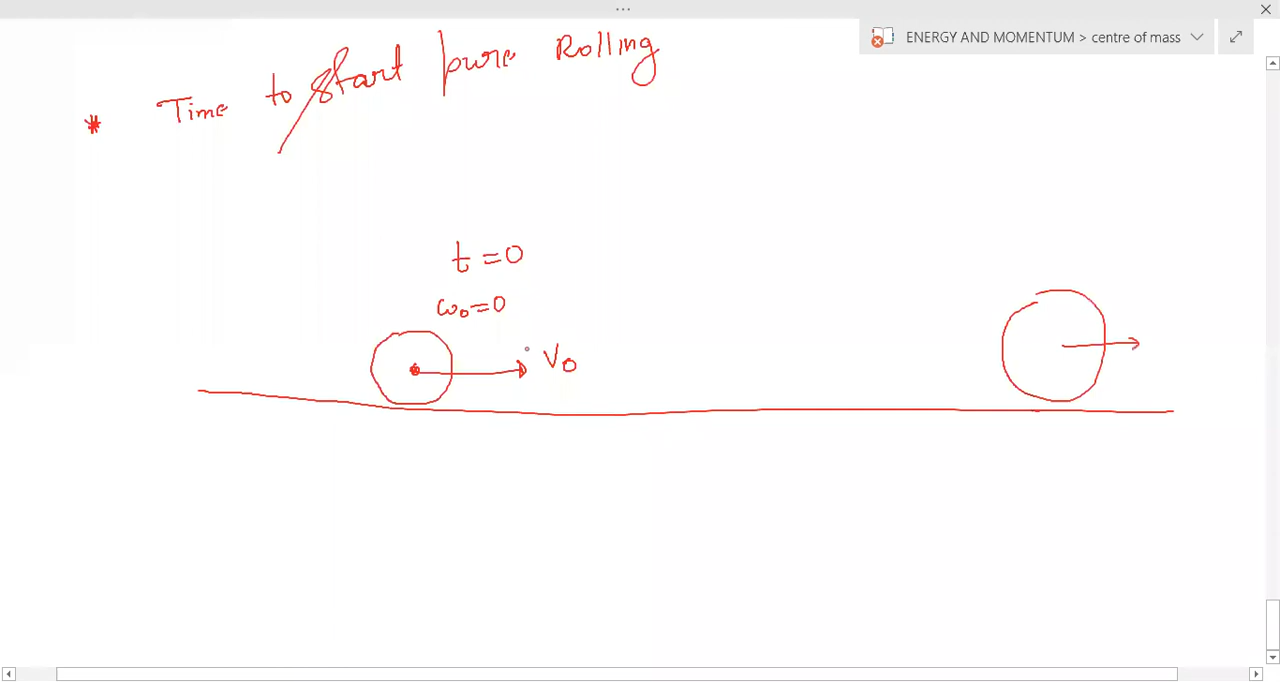 ENERGY AND MOMENTUM > centre of mass
* Time to start pure Rolling
t = 0
ω₀ = 0
V₀